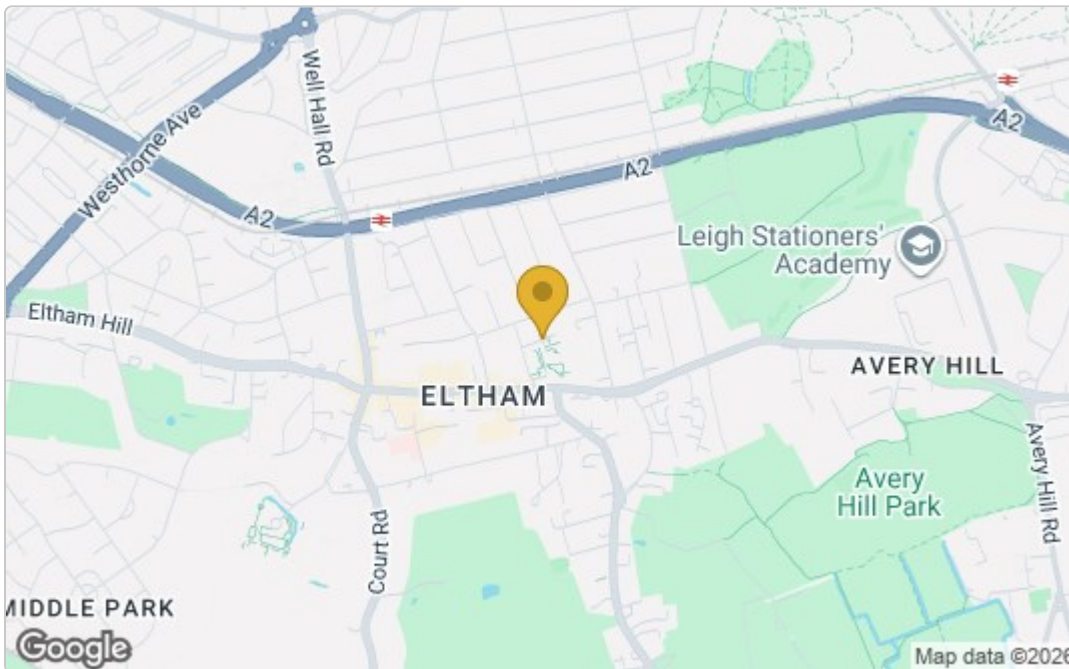 Westhorne Ave
Well Hall Rd
A2
A2
A2
Leigh Stationers'
Academy
Eltham Hill
ELTHAM
AVERY HILL
Avery
Hill Park
Avery Hill Rd
Court Rd
MIDDLE PARK
Google
Map data ©2026